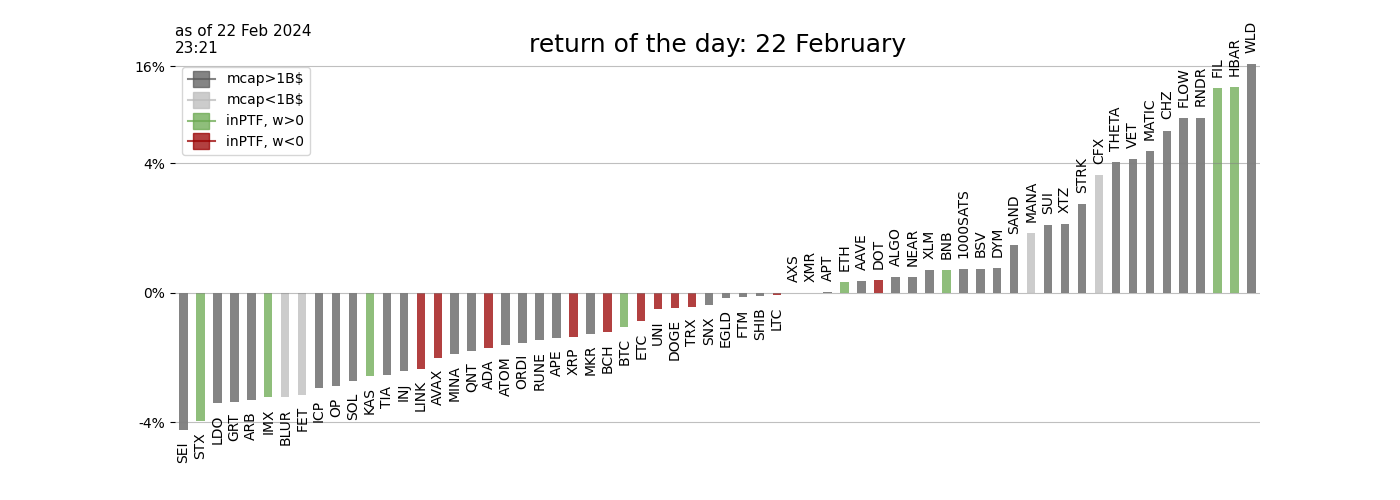 as of 22 Feb 2024
23:21
return of the day: 22 February
16%
4%
0%
-4%
mcap>1B$
mcap<1B$
inPTF, w>0
inPTF, w<0
SEI
STX
LDO
GRT
ARB
IMX
BLUR
FET
ICP
OP
SOL
KAS
TIA
INJ
LINK
AVAX
MINA
QNT
ADA
ATOM
ORDI
RUNE
APE
XRP
MKR
BCH
BTC
ETC
UNI
DOGE
TRX
SNX
EGLD
FTM
SHIB
LTC
AXS
XMR
APT
ETH
AAVE
DOT
ALGO
NEAR
XLM
BNB
1000SATS
BSV
DYM
SAND
MANA
SUI
XTZ
STRK
CFX
THETA
VET
MATIC
CHZ
FLOW
RNDR
FIL
HBAR
WLD